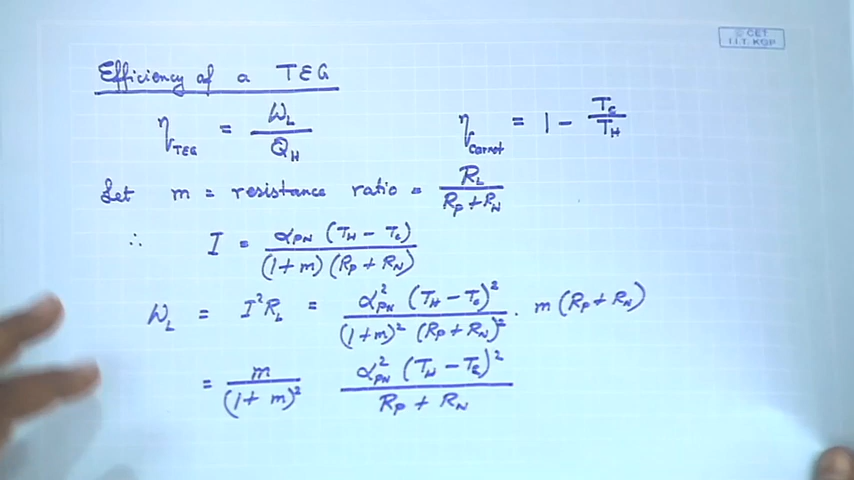 © CET
I.I.T. KGP
Efficiency of a TEG
η_TEG = W_L / Q_H    η_Carnot = 1 - T_c / T_H
Let m = resistance ratio = R_L / (R_P + R_N)
∴ I = α_PN (T_H - T_c) / (1+m) (R_P + R_N)
W_L = I²R_L = α²_PN (T_H - T_c)² / (1+m)² (R_P + R_N)² . m (R_P + R_N)
= m / (1+m)² α²_PN (T_H - T_c)² / R_P + R_N